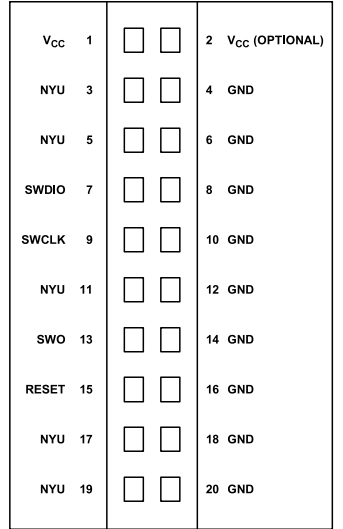 VCC 1 2 VCC (OPTIONAL)
NYU 3 4 GND
NYU 5 6 GND
SWDIO 7 8 GND
SWCLK 9 10 GND
NYU 11 12 GND
SWO 13 14 GND
RESET 15 16 GND
NYU 17 18 GND
NYU 19 20 GND